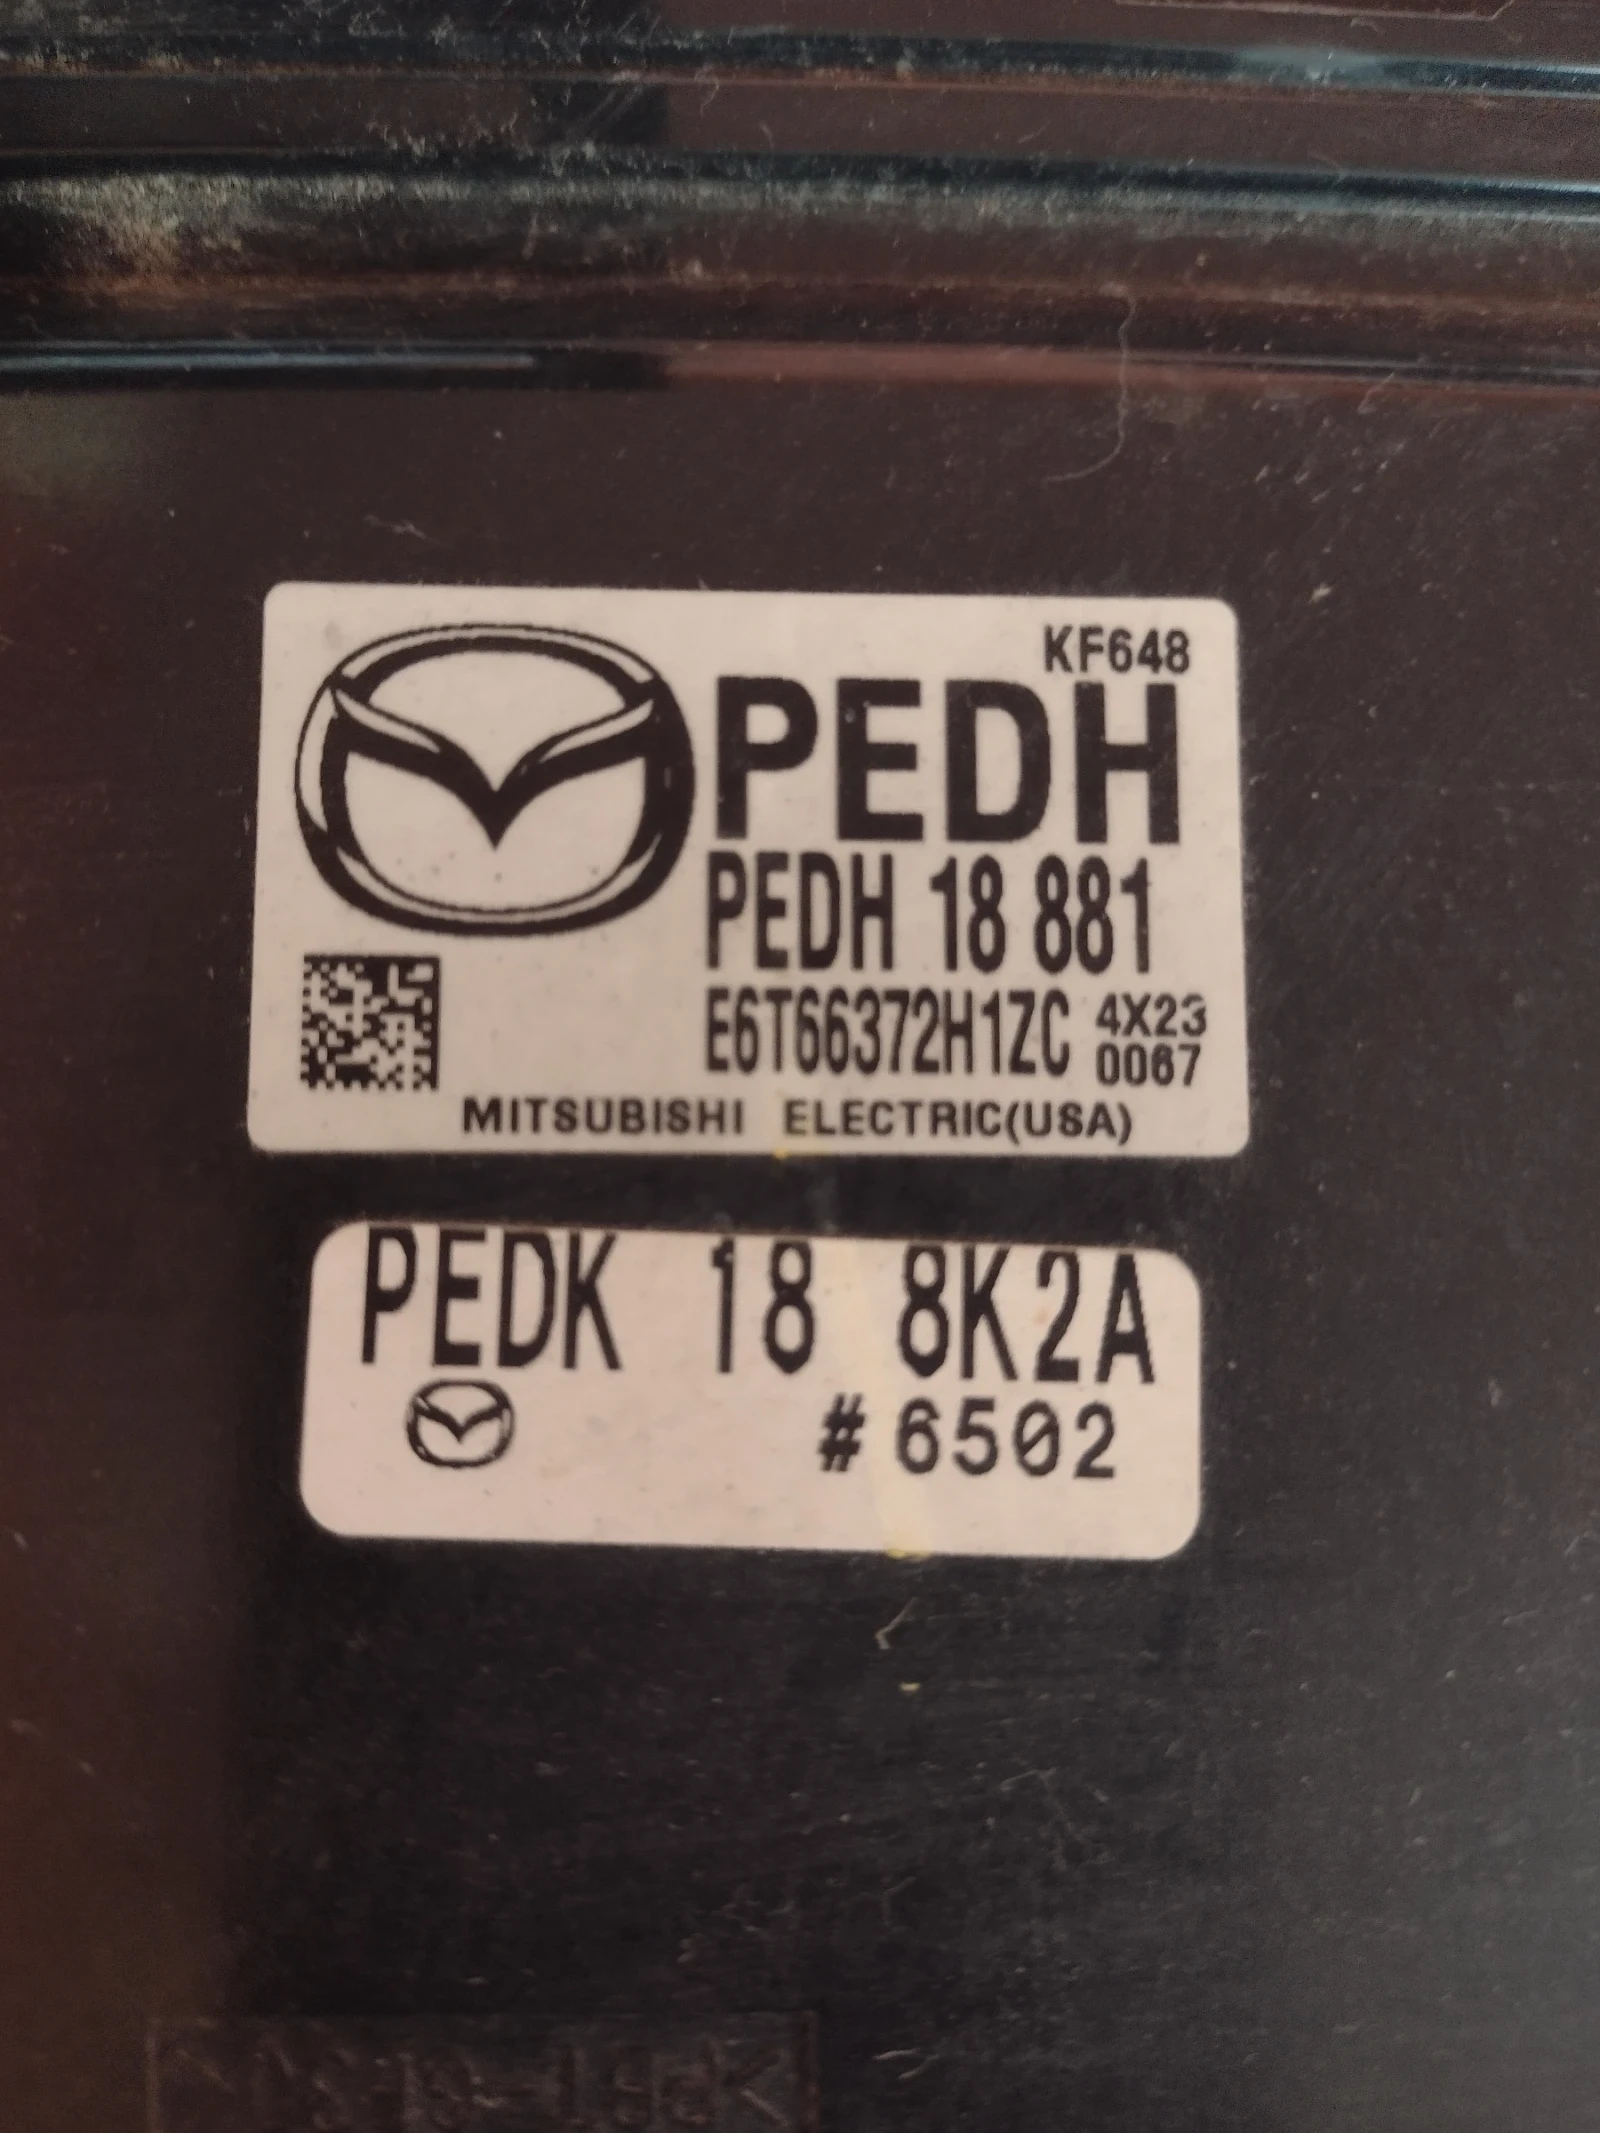 KF648
PEDH
PEDH 18 881
E6T66372H1ZC 4X23
0067
MITSUBISHI ELECTRIC(USA)
PEDK 18 8K2A
#6502